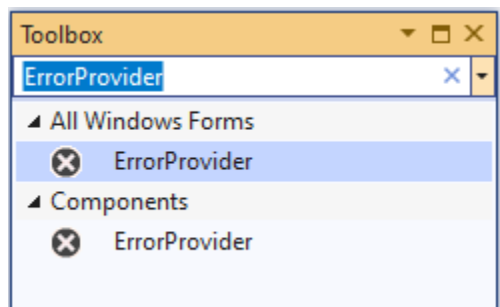 Toolbox
ErrorProvider
All Windows Forms
ErrorProvider
Components
ErrorProvider